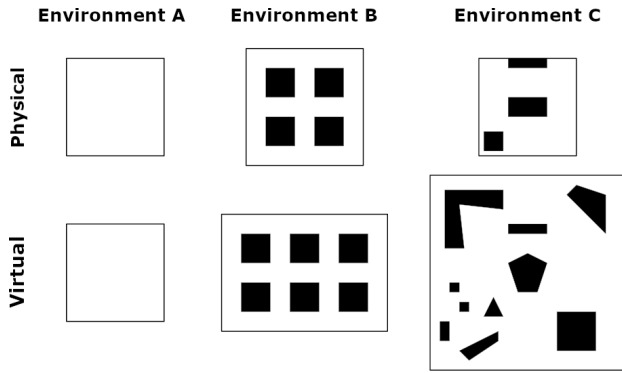 Environment A
Environment B
Environment C
Physical
Virtual